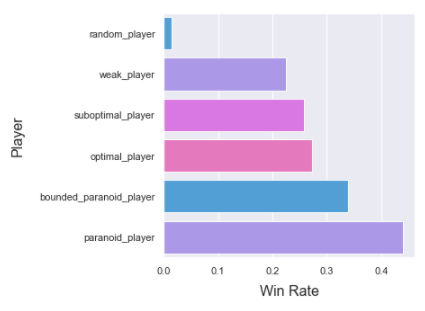 random_player
weak_player
suboptimal_player
optimal_player
bounded_paranoid_player
paranoid_player
Player
0.0 0.1 0.2 0.3 0.4
Win Rate